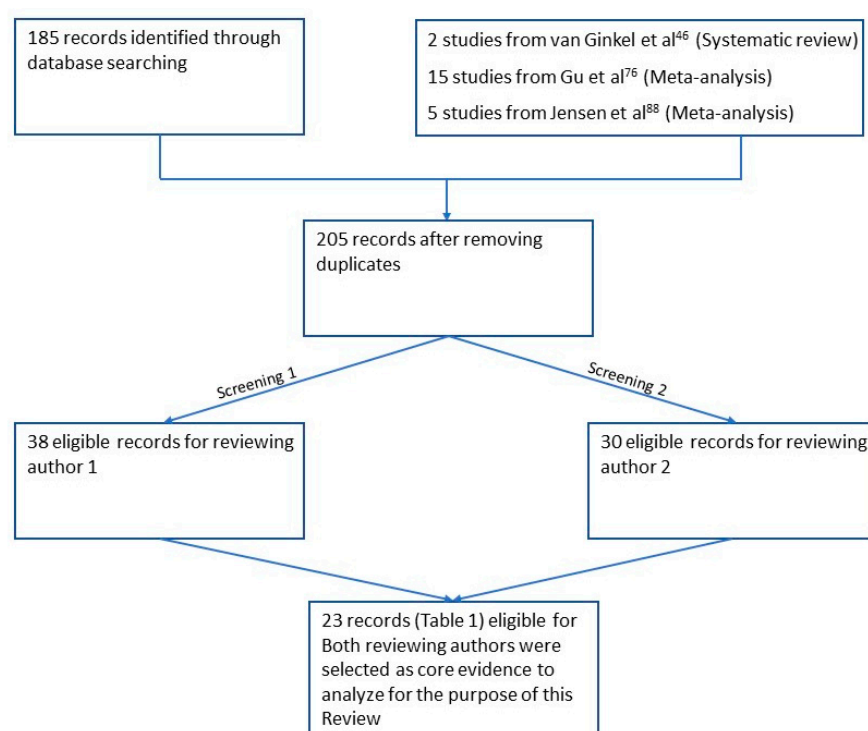 185 records identified through
database searching
2 studies from van Ginkel et al⁴⁶ (Systematic review)
15 studies from Gu et al⁷⁶ (Meta-analysis)
5 studies from Jensen et al⁸⁸ (Meta-analysis)
205 records after removing
duplicates
Screening 1
Screening 2
38 eligible records for reviewing
author 1
30 eligible records for reviewing
author 2
23 records (Table 1) eligible for
Both reviewing authors were
selected as core evidence to
analyze for the purpose of this
Review